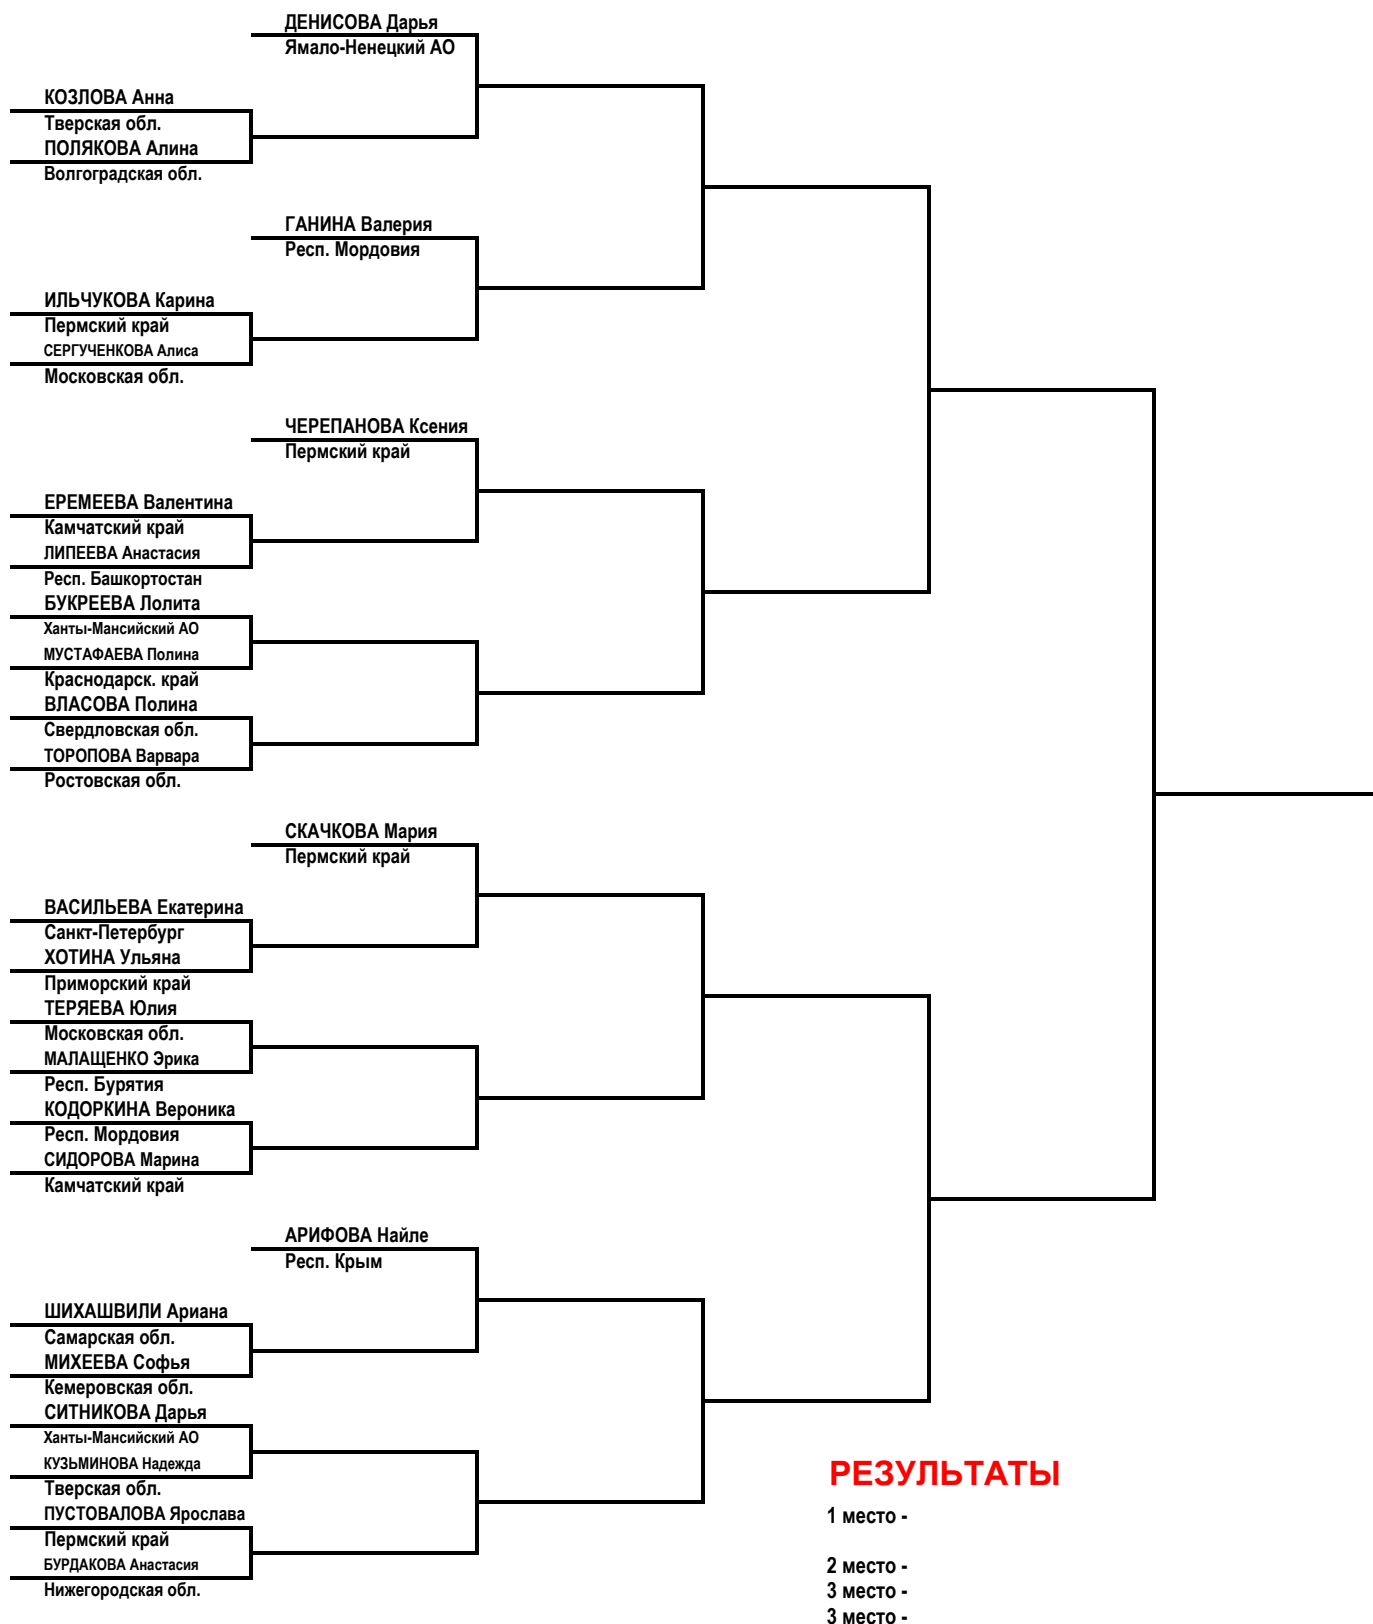 ДЕНИСОВА Дарья
Ямало-Ненецкий АО
КОЗЛОВА Анна
Тверская обл.
ПОЛЯКОВА Алина
Волгоградская обл.
ГАНИНА Валерия
Респ. Мордовия
ИЛЬЧУКОВА Карина
Пермский край
СЕРГУЧЕНКОВА Алиса
Московская обл.
ЧЕРЕПАНОВА Ксения
Пермский край
ЕРЕМЕЕВА Валентина
Камчатский край
ЛИПЕЕВА Анастасия
Респ. Башкортостан
БУКРЕЕВА Лолита
Ханты-Мансийский АО
МУСТАФАЕВА Полина
Краснодарск. край
ВЛАСОВА Полина
Свердловская обл.
ТОРОПОВА Варвара
Ростовская обл.
СКАЧКОВА Мария
Пермский край
ВАСИЛЬЕВА Екатерина
Санкт-Петербург
ХОТИНА Ульяна
Приморский край
ТЕРЯЕВА Юлия
Московская обл.
МАЛАЩЕНКО Эрика
Респ. Бурятия
КОДОРКИНА Вероника
Респ. Мордовия
СИДОРОВА Марина
Камчатский край
АРИФОВА Найле
Респ. Крым
ШИХАШВИЛИ Ариана
Самарская обл.
МИХЕЕВА Софья
Кемеровская обл.
СИТНИКОВА Дарья
Ханты-Мансийский АО
КУЗЬМИНОВА Надежда
Тверская обл.
ПУСТОВАЛОВА Ярослава
Пермский край
БУРДАКОВА Анастасия
Нижегородская обл.
РЕЗУЛЬТАТЫ
1 место -
2 место -
3 место -
3 место -